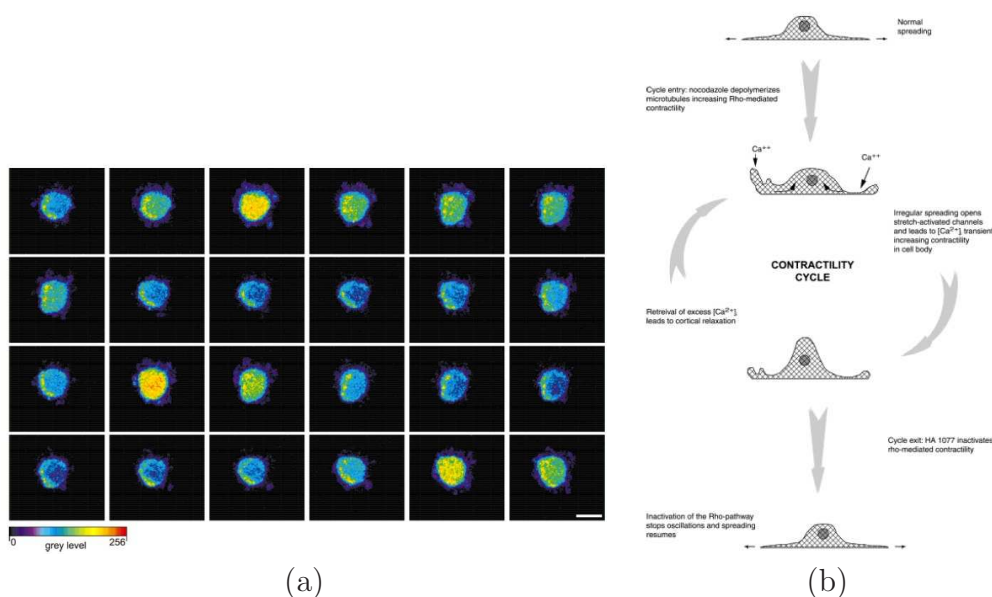 0
256
grey level
(a)
Normal
spreading
Cycle entry: nocodazole depolymerizes
microtubules increasing Rho-mediated
contractility
Ca++
Ca++
Irregular spreading opens
stretch-activated channels
and leads to [Ca2+]i transient
increasing contractility
in cell body
CONTRACTILITY
CYCLE
Retreival of excess [Ca2+]i
leads to cortical relaxation
Cycle exit: HA 1077 inactivates
rho-mediated contractility
Inactivation of the Rho-pathway
stops oscillations and spreading
resumes
(b)